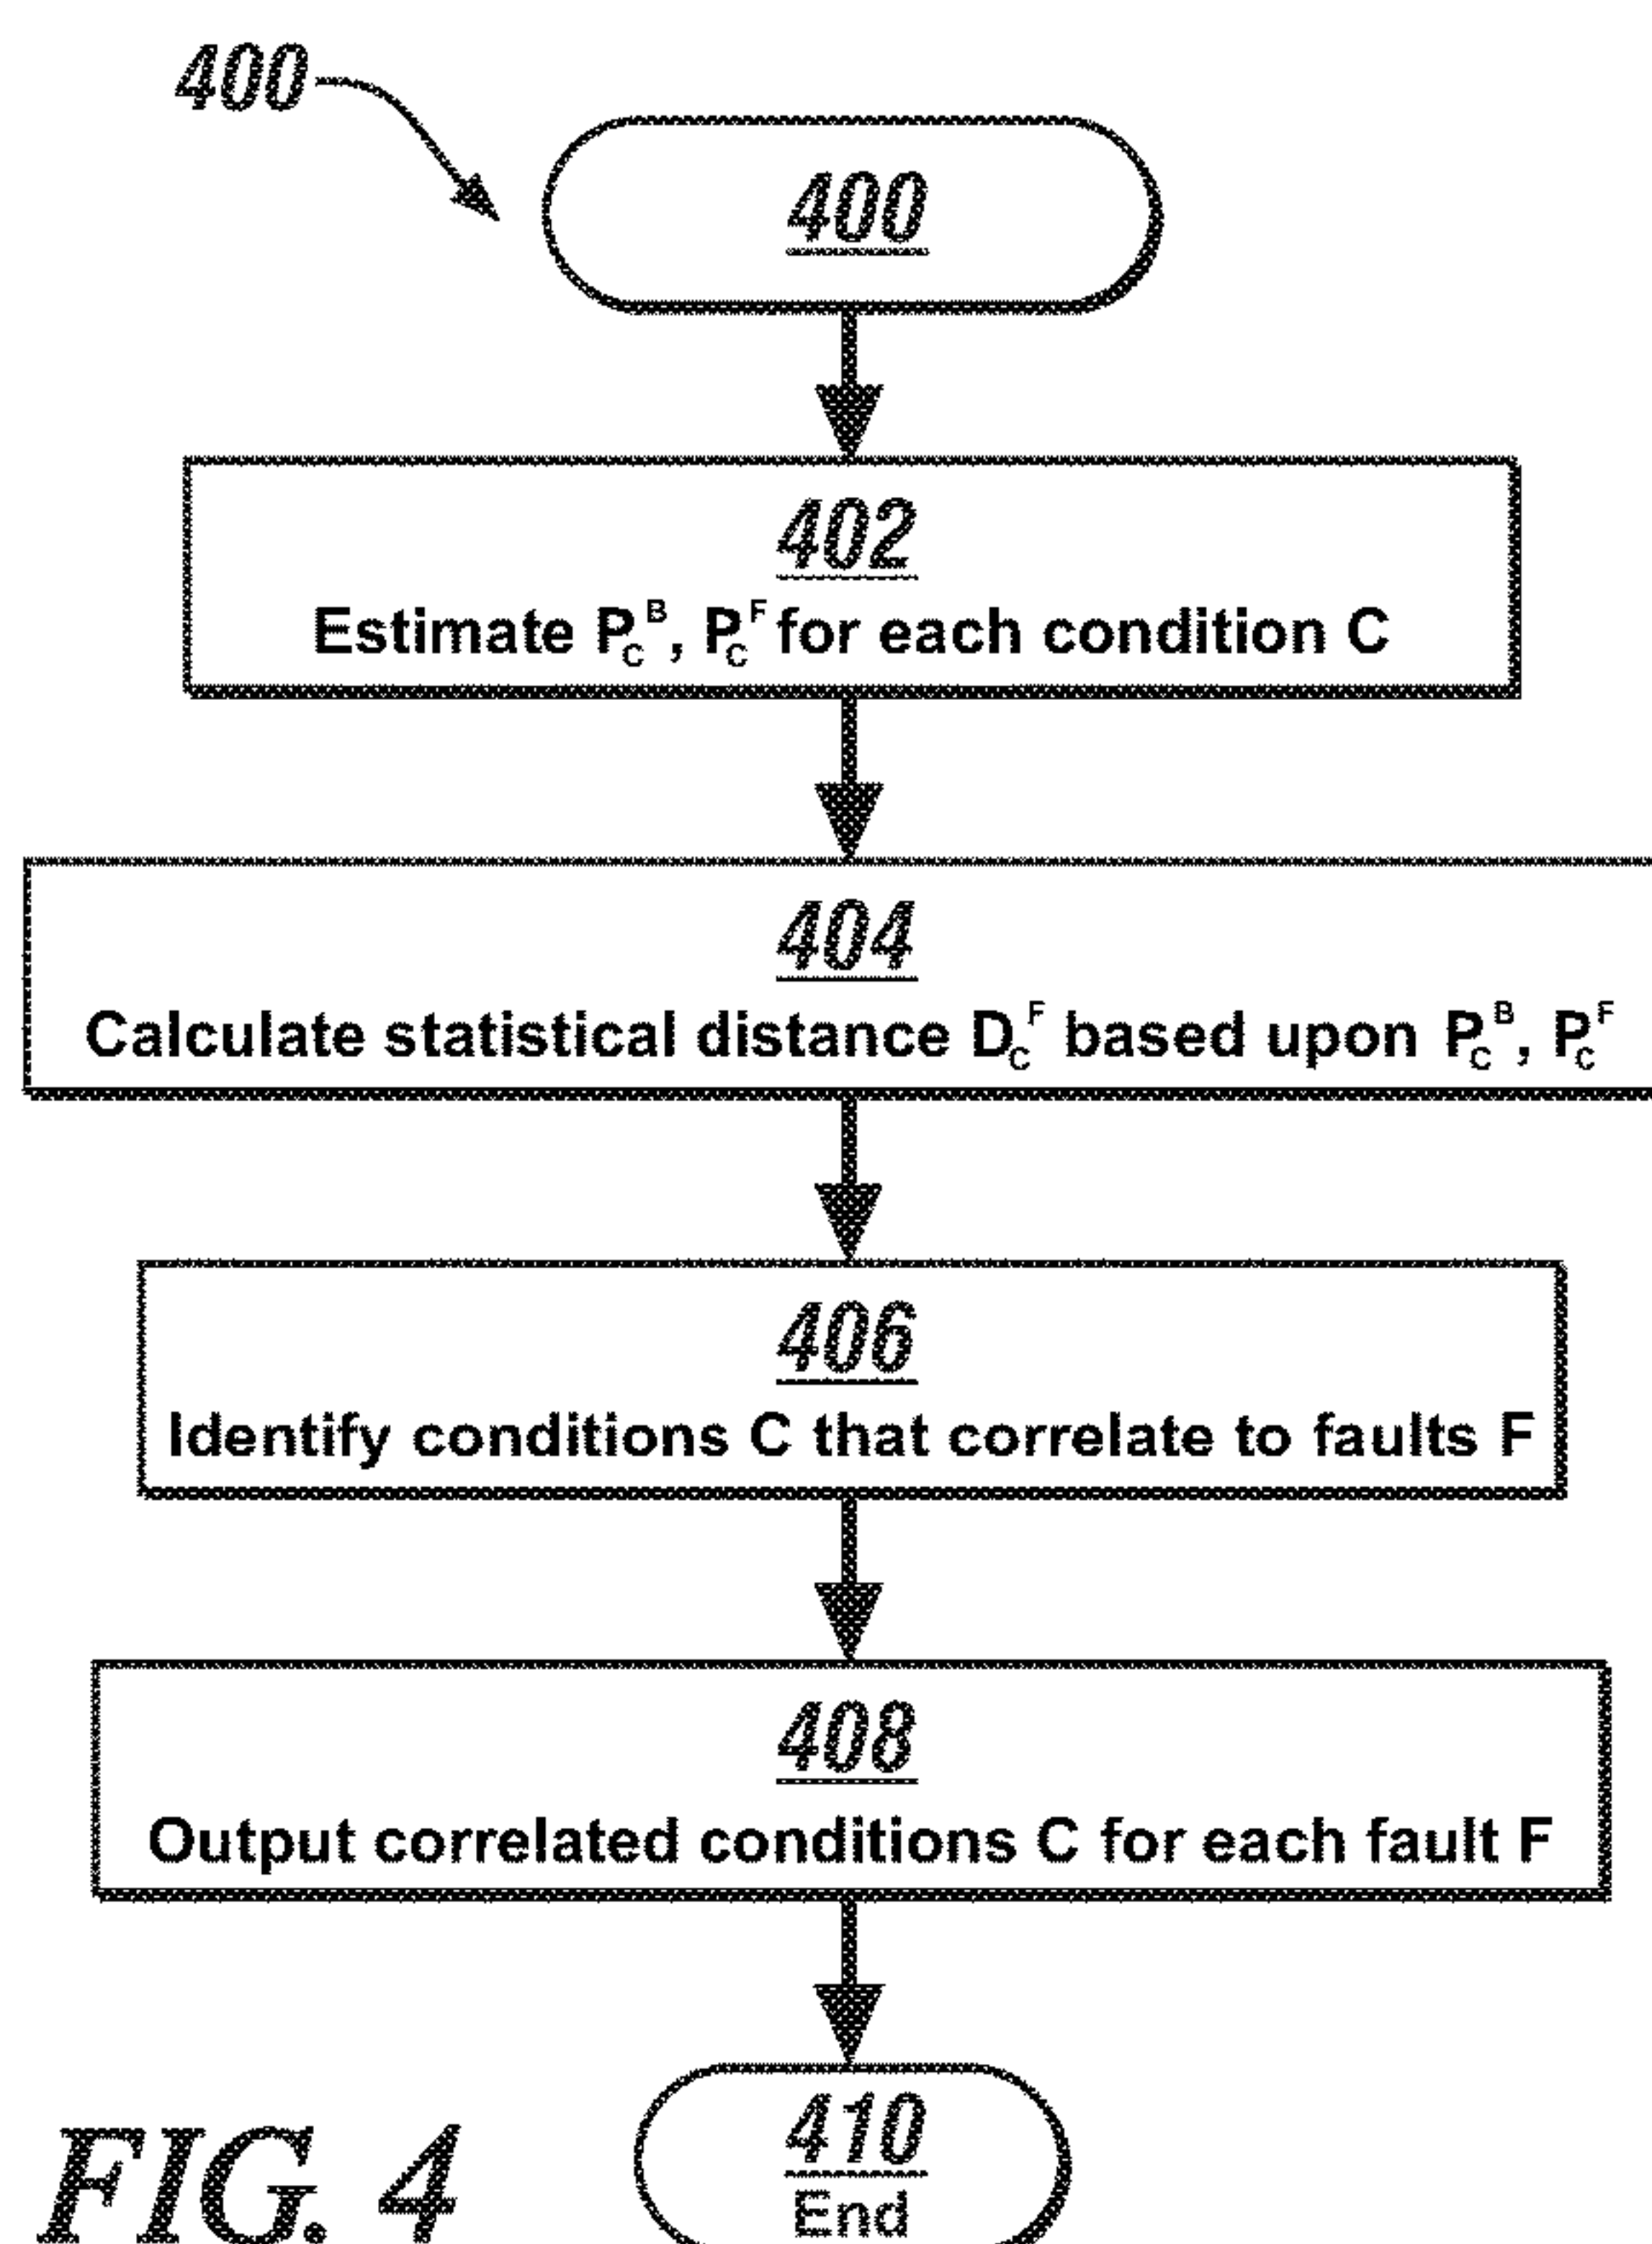 400
400
402
Estimate P_C^B, P_C^F for each condition C
404
Calculate statistical distance D_C^F based upon P_C^B, P_C^F
406
Identify conditions C that correlate to faults F
408
Output correlated conditions C for each fault F
410
End
FIG. 4